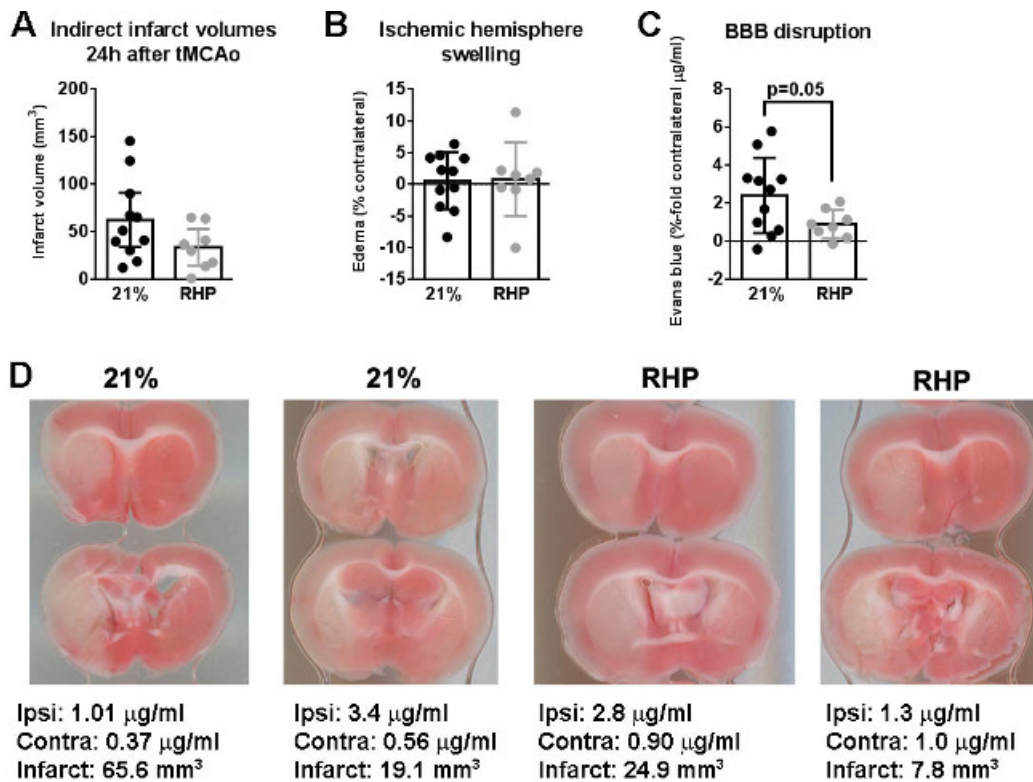 A Indirect infarct volumes
24h after tMCAo
Infarct volume (mm³)
200
150
100
50
0
21% RHP
B Ischemic hemisphere
swelling
Edema (% contralateral)
15
10
5
0
-5
-10
-15
21% RHP
C BBB disruption
Evans blue (%-fold contralateral μg/ml)
8
6
4
2
0
-2
p=0.05
21% RHP
D 21% 21% RHP RHP
Ipsi: 1.01 μg/ml
Contra: 0.37 μg/ml
Infarct: 65.6 mm³
Ipsi: 3.4 μg/ml
Contra: 0.56 μg/ml
Infarct: 19.1 mm³
Ipsi: 2.8 μg/ml
Contra: 0.90 μg/ml
Infarct: 24.9 mm³
Ipsi: 1.3 μg/ml
Contra: 1.0 μg/ml
Infarct: 7.8 mm³